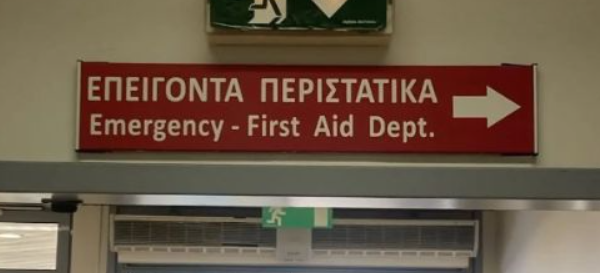 ΕΠΕΙΓΟΝΤΑ ΠΕΡΙΣΤΑΤΙΚΑ
Emergency - First Aid Dept.